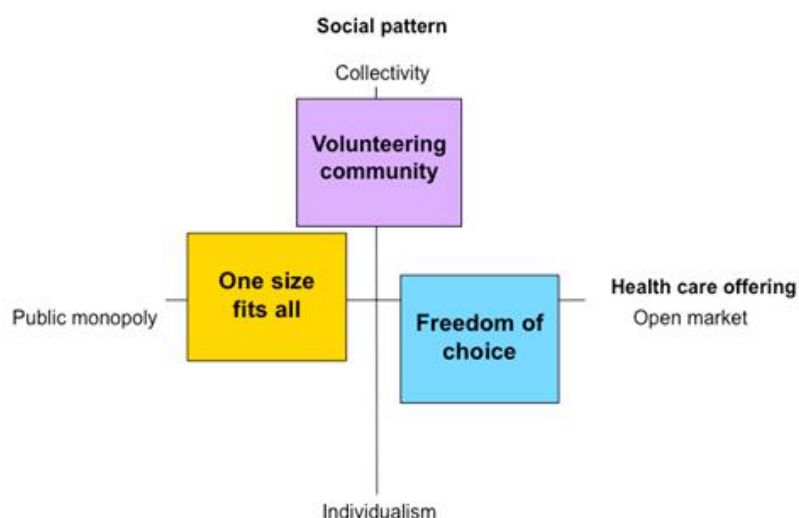 Social pattern
Collectivity
Volunteering
community
One size
fits all
Health care offering
Public monopoly
Open market
Freedom of
choice
Individualism